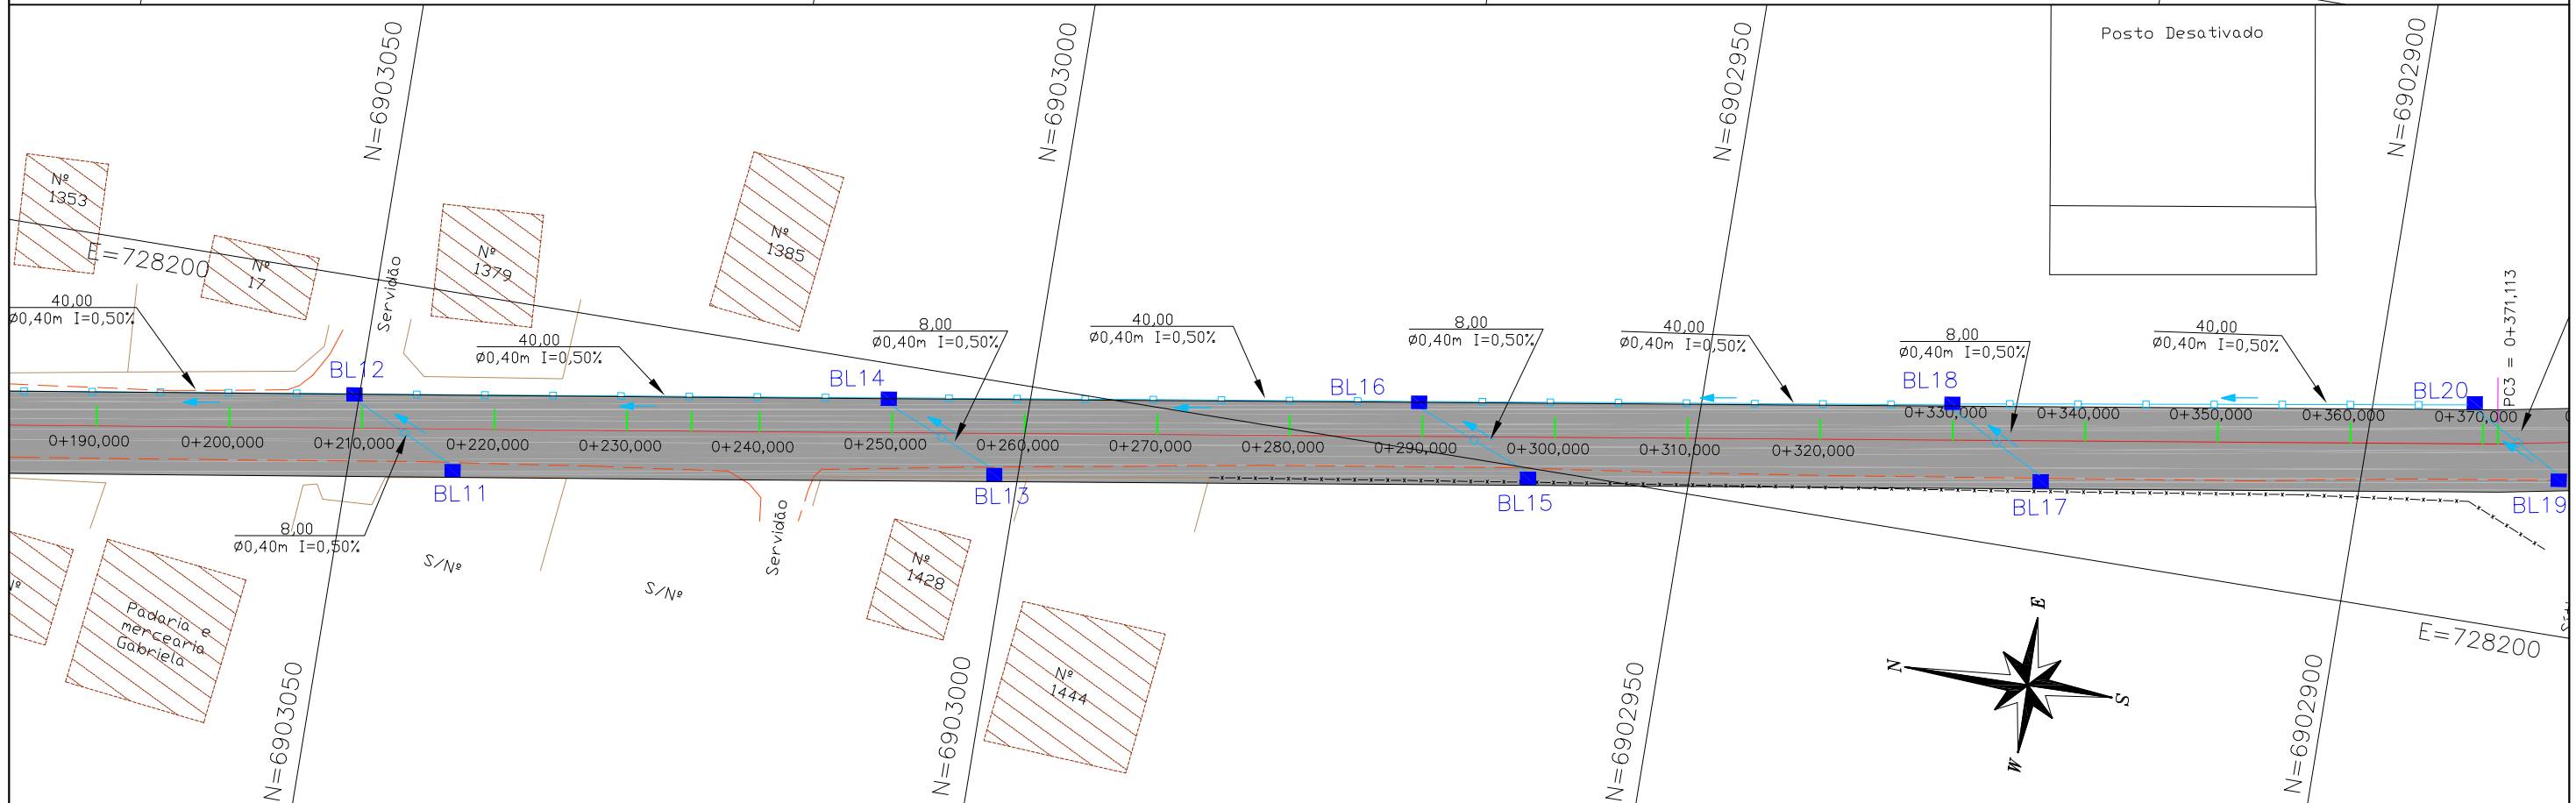 N=6903050
N=6903000
N=6902950
N=6902900
Posto Desativado
Nº
1353
E=728200
Nº
17
Servidão
Nº
1379
Nº
1385
PC3 = 0+371,113
40,00
Ø0,40m I=0,50%
40,00
Ø0,40m I=0,50%
8,00
Ø0,40m I=0,50%
40,00
Ø0,40m I=0,50%
8,00
Ø0,40m I=0,50%
40,00
Ø0,40m I=0,50%
8,00
Ø0,40m I=0,50%
40,00
Ø0,40m I=0,50%
BL12
BL14
BL16
BL18
BL20
0+190,000
0+200,000
0+210,000
0+220,000
0+230,000
0+240,000
0+250,000
0+260,000
0+270,000
0+280,000
0+290,000
0+300,000
0+310,000
0+320,000
0+330,000
0+340,000
0+350,000
0+360,000
0+370,000
BL11
BL13
BL15
BL17
BL19
8,00
Ø0,40m I=0,50%
S/Nº
S/Nº
Servidão
Nº
1428
Nº
1444
Nº
Padaria e
mercearia
Gabriela
N
E
S
W
E=728200
N=6903050
N=6903000
N=6902950
N=6902900